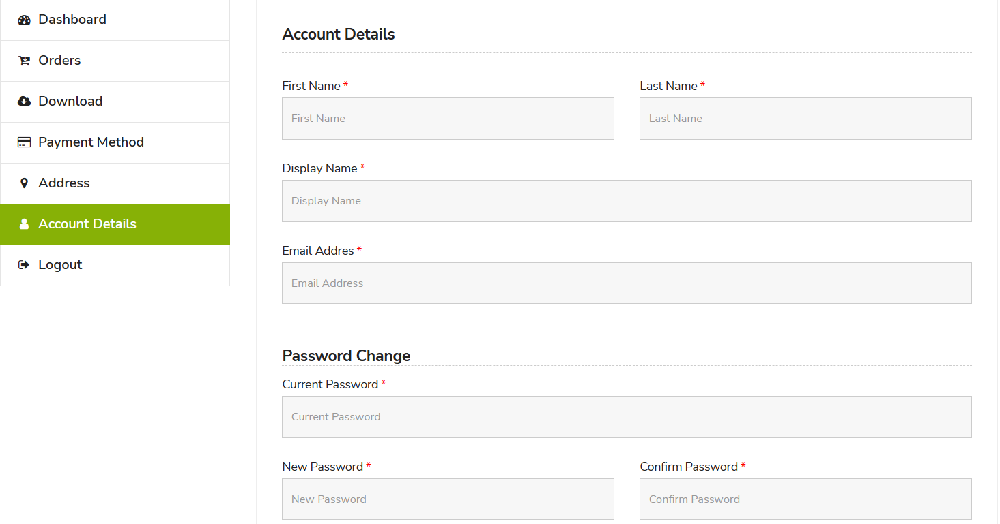 Dashboard
Orders
Download
Payment Method
Address
Account Details
Logout
Account Details
First Name *
Last Name *
First Name
Last Name
Display Name *
Display Name
Email Addres *
Email Address
Password Change
Current Password *
Current Password
New Password *
Confirm Password *
New Password
Confirm Password